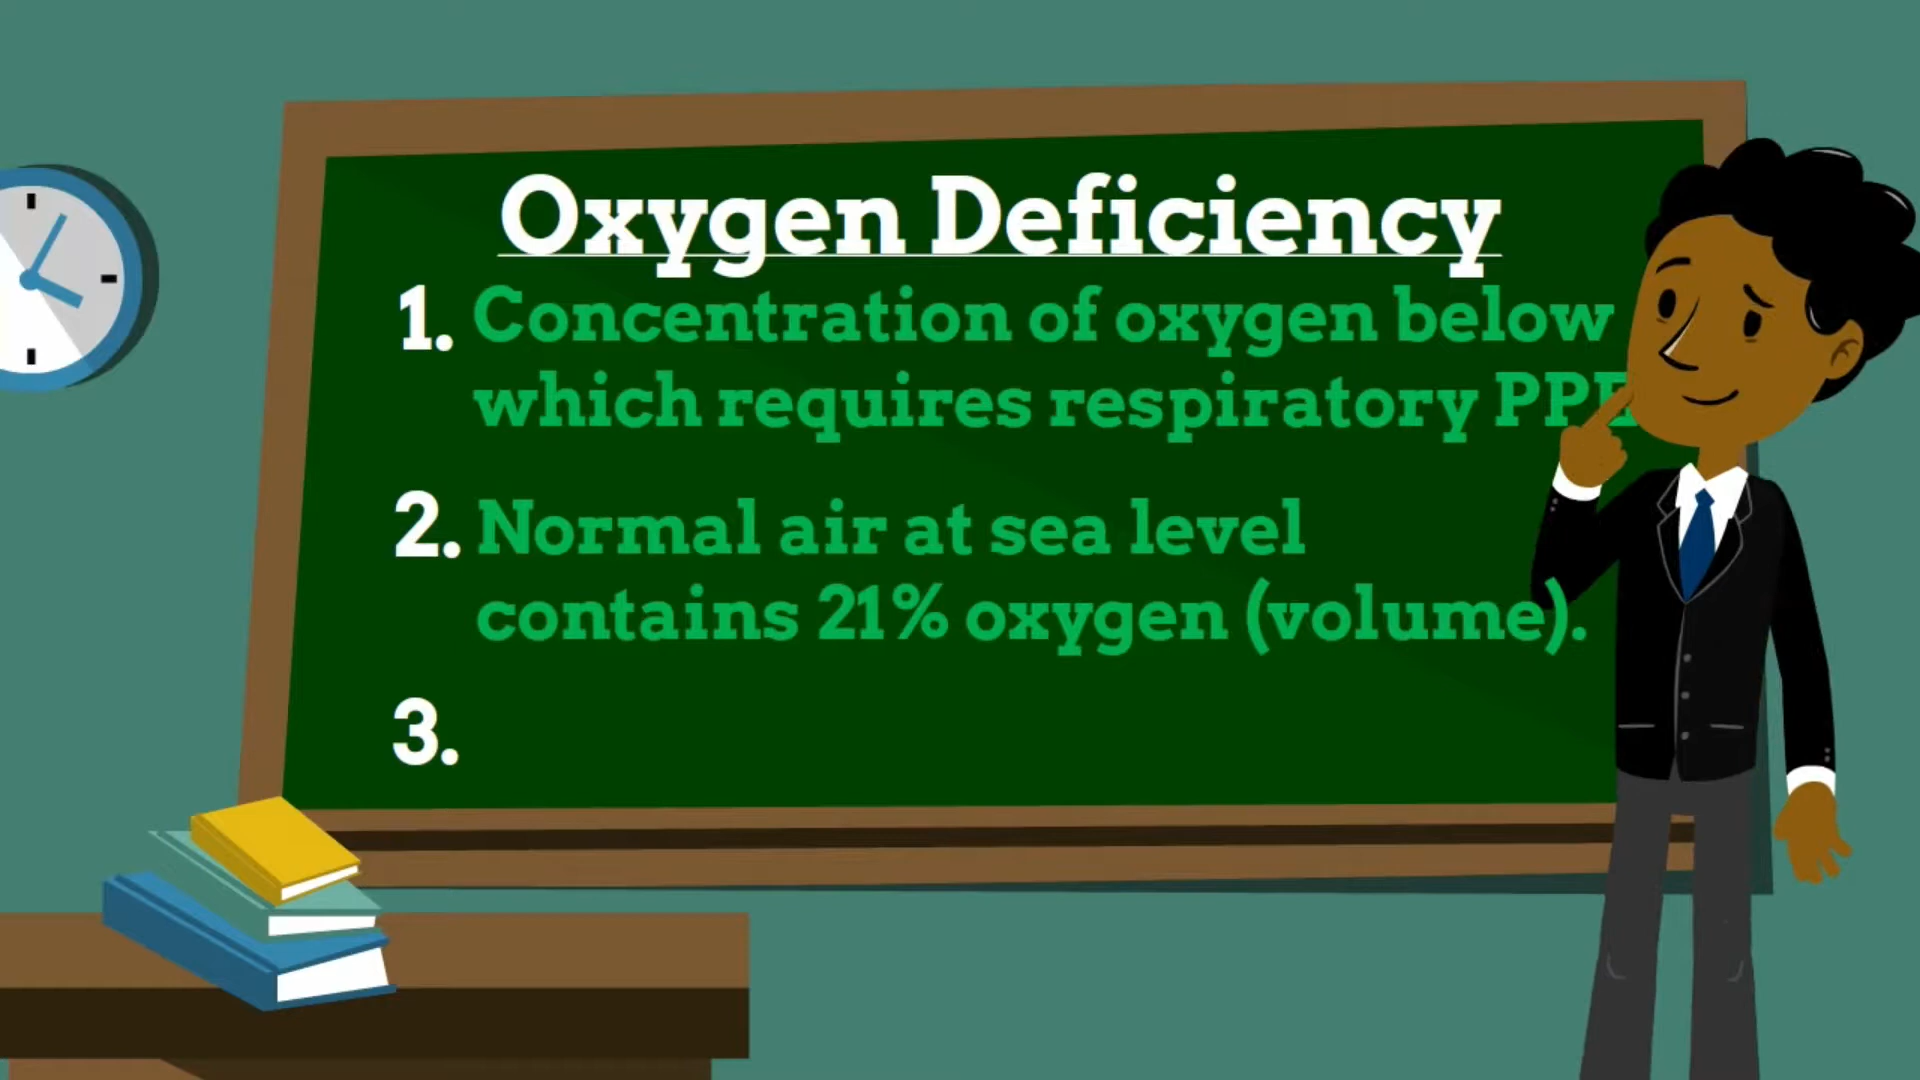 Oxygen Deficiency
1. Concentration of oxygen below
which requires respiratory PPE
2. Normal air at sea level
contains 21% oxygen (volume).
3.